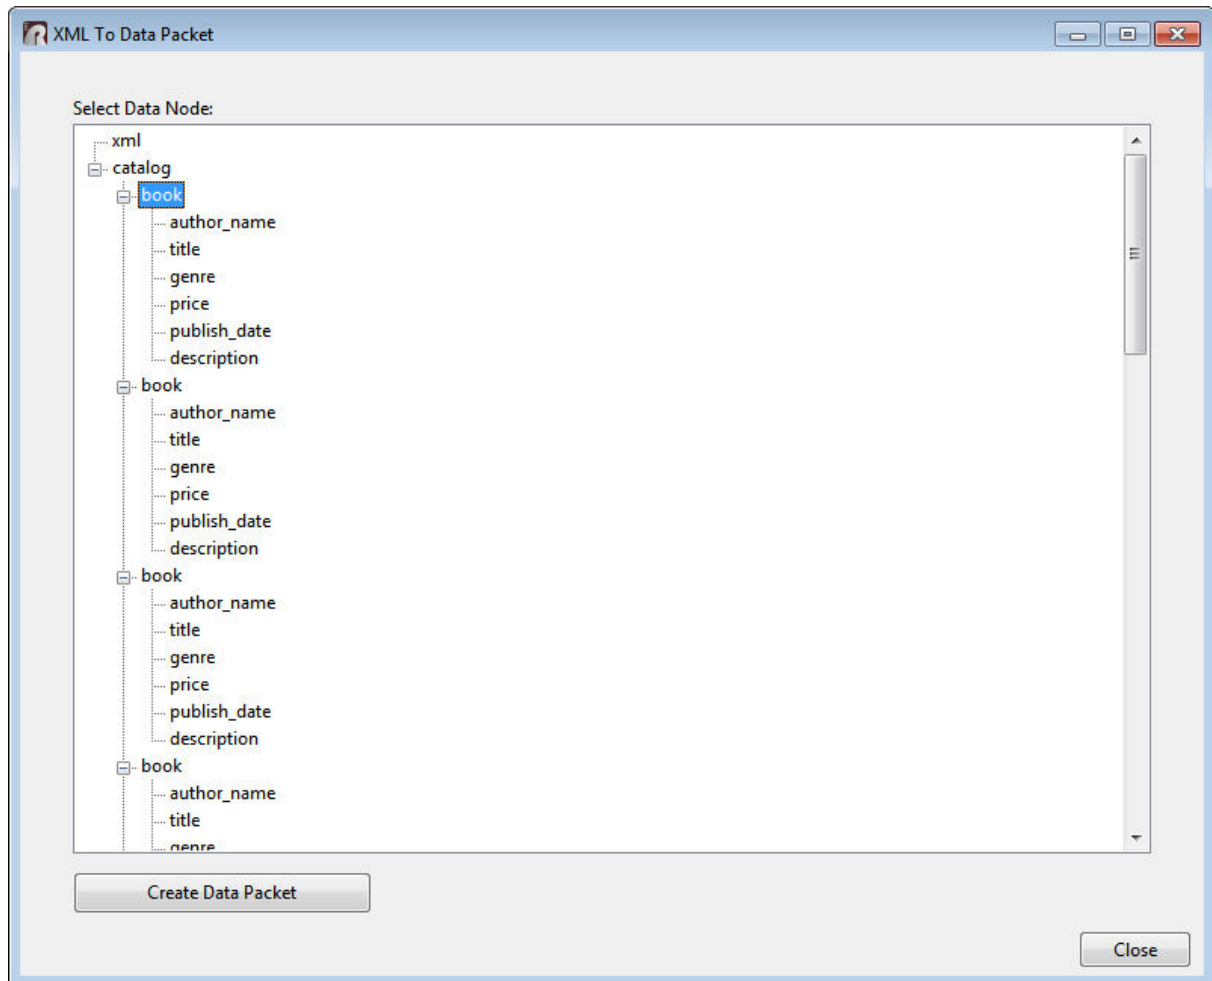 XML To Data Packet
Select Data Node:
xml
catalog
book
author_name
title
genre
price
publish_date
description
book
author_name
title
genre
price
publish_date
description
book
author_name
title
genre
price
publish_date
description
book
author_name
title
genre
Create Data Packet
Close